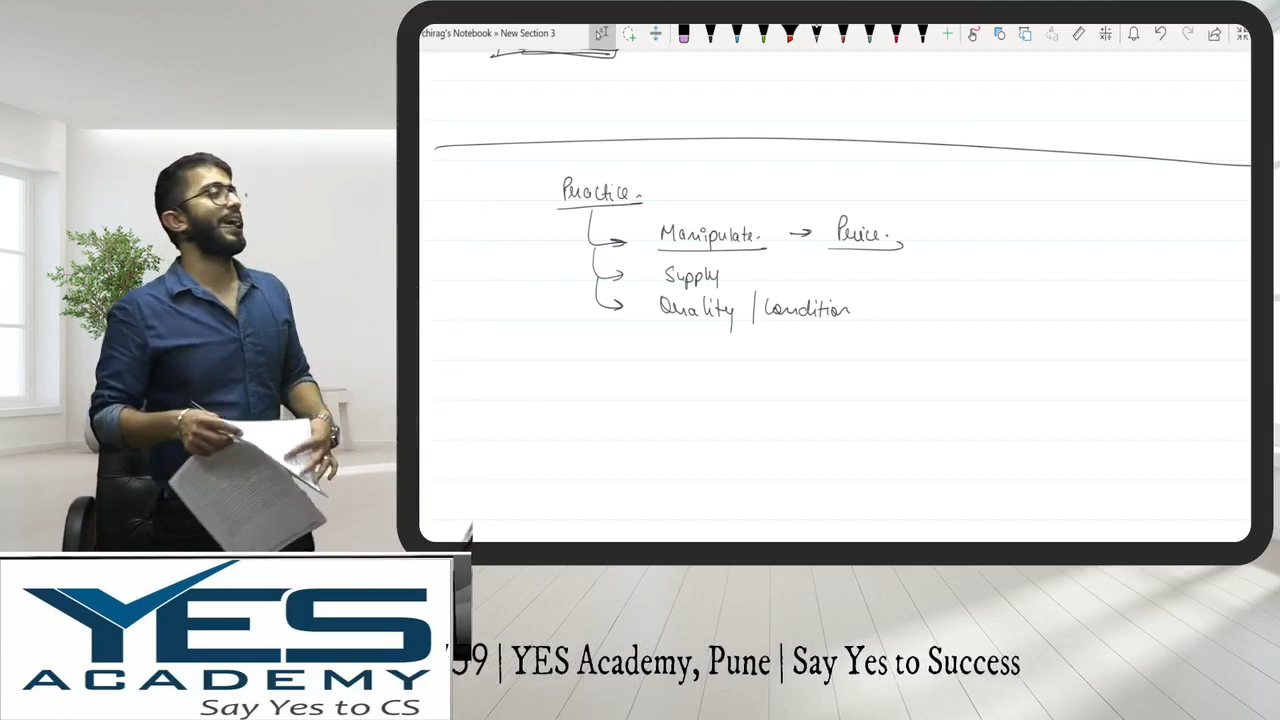 chirag's Notebook » New Section 3
Practice.
Manipulate. → Price.
Supply
Quality / Condition
YES
ACADEMY
Say Yes to CS
59 | YES Academy, Pune | Say Yes to Success